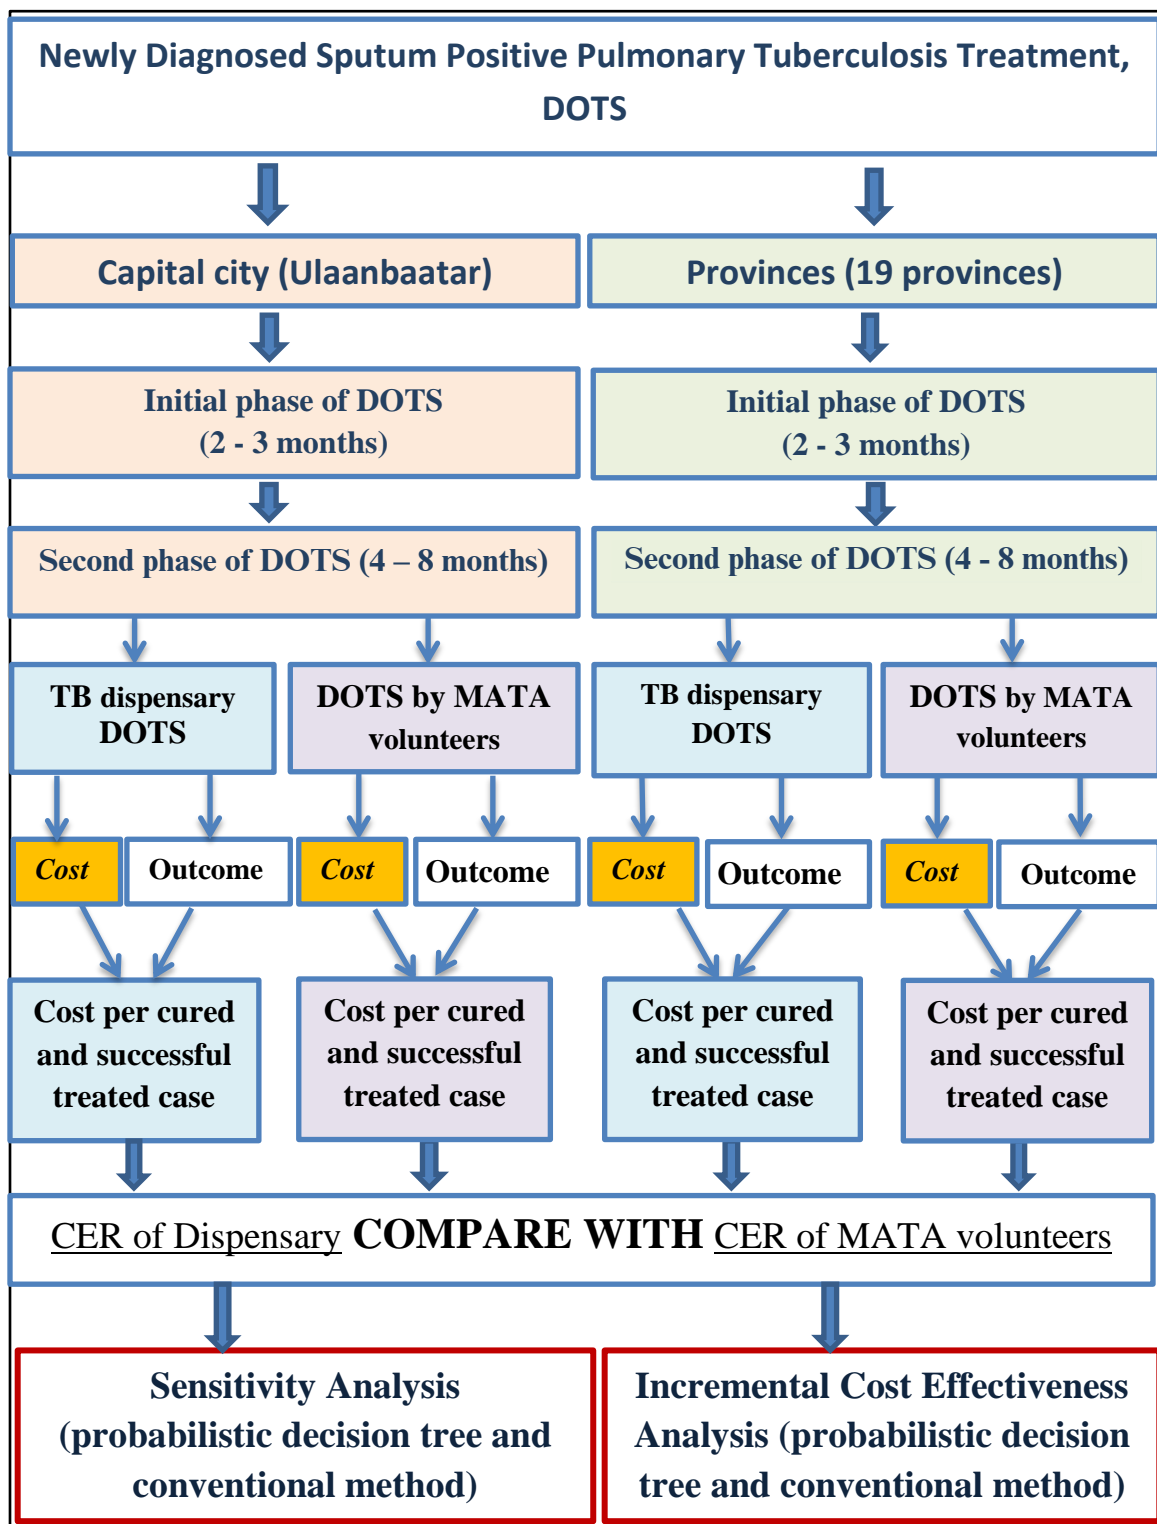 Newly Diagnosed Sputum Positive Pulmonary Tuberculosis Treatment,
DOTS
Capital city (Ulaanbaatar)
Provinces (19 provinces)
Initial phase of DOTS
(2 - 3 months)
Initial phase of DOTS
(2 - 3 months)
Second phase of DOTS (4 – 8 months)
Second phase of DOTS (4 - 8 months)
TB dispensary
DOTS
DOTS by MATA
volunteers
TB dispensary
DOTS
DOTS by MATA
volunteers
Cost
Outcome
Cost
Outcome
Cost
Outcome
Cost
Outcome
Cost per cured
and successful
treated case
Cost per cured
and successful
treated case
Cost per cured
and successful
treated case
Cost per cured
and successful
treated case
CER of Dispensary COMPARE WITH CER of MATA volunteers
Sensitivity Analysis
(probabilistic decision tree and
conventional method)
Incremental Cost Effectiveness
Analysis (probabilistic decision
tree and conventional method)